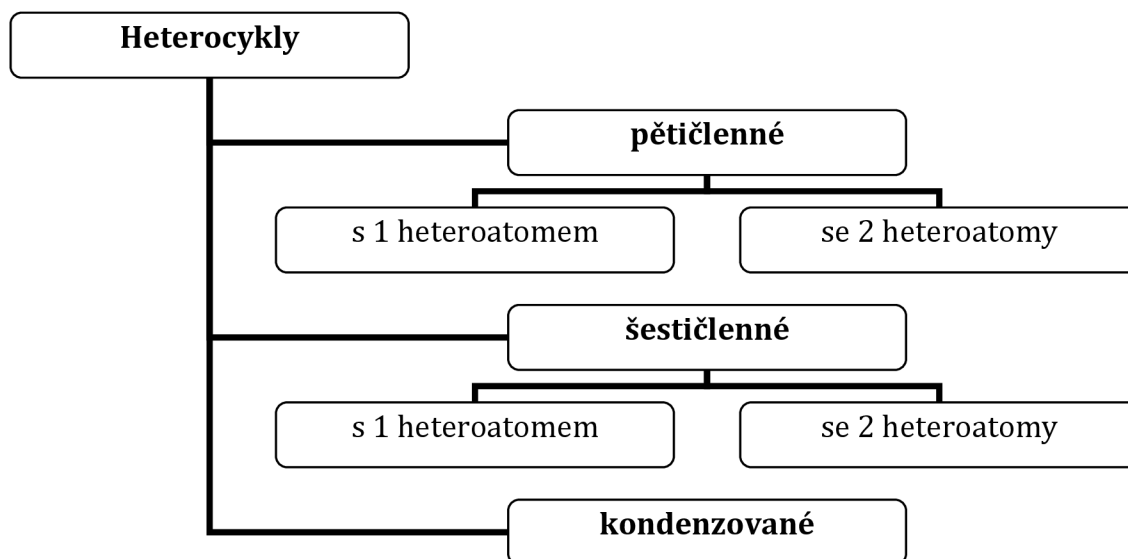 Heterocykly
pětičlenné
s 1 heteroatomem
se 2 heteroatomy
šestičlenné
s 1 heteroatomem
se 2 heteroatomy
kondenzované